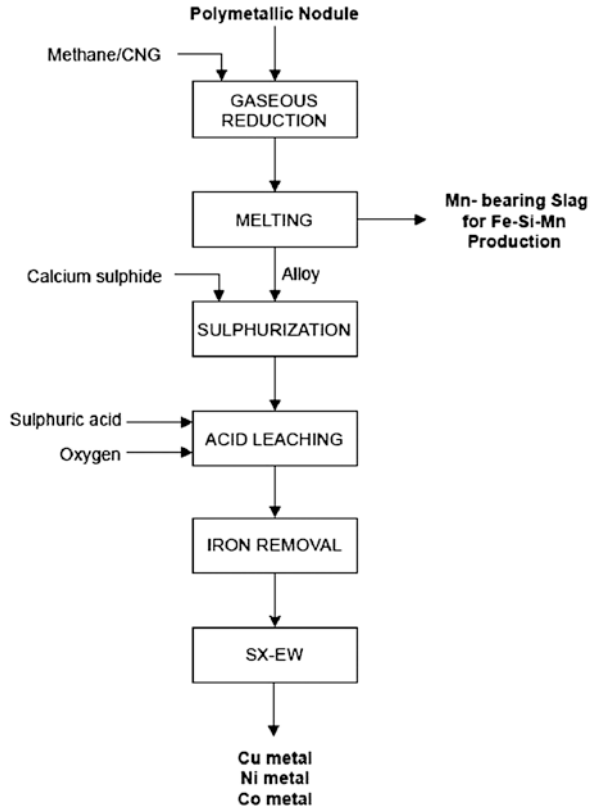 Polymetallic Nodule
Methane/CNG
GASEOUS
REDUCTION
MELTING
Mn- bearing Slag
for Fe-Si-Mn
Production
Alloy
Calcium sulphide
SULPHURIZATION
Sulphuric acid
Oxygen
ACID LEACHING
IRON REMOVAL
SX-EW
Cu metal
Ni metal
Co metal